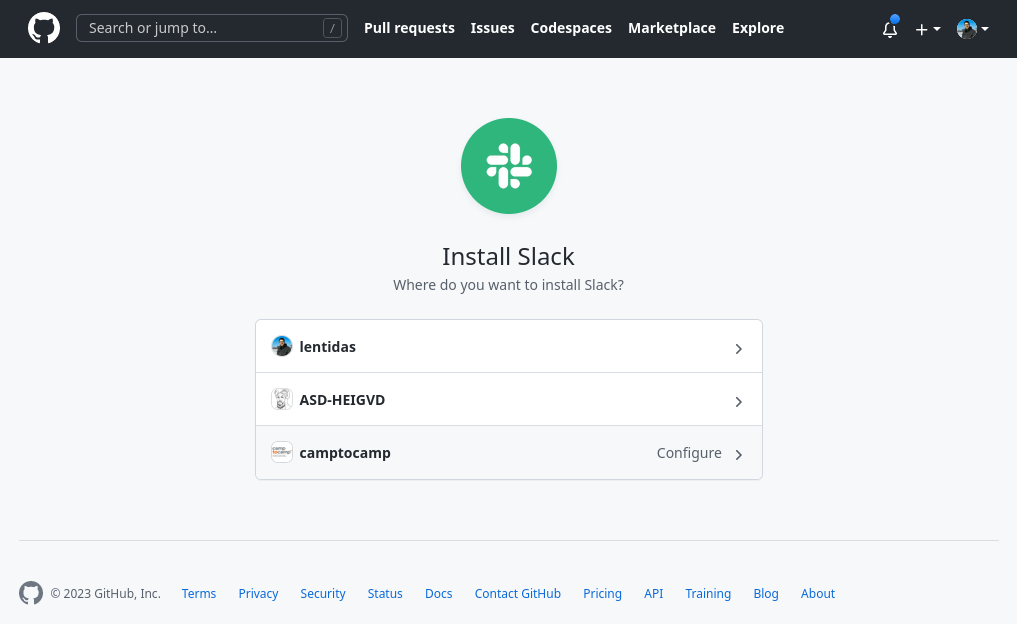 Search or jump to... /
Pull requests Issues Codespaces Marketplace Explore
Install Slack
Where do you want to install Slack?
lentidas
ASD-HEIGVD
camptocamp Configure
© 2023 GitHub, Inc. Terms Privacy Security Status Docs Contact GitHub Pricing API Training Blog About